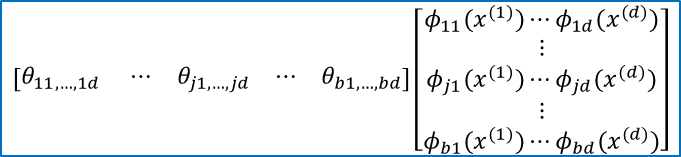 ϕ₁₁(x⁽¹⁾) ⋯ ϕ₁d(x⁽ᵈ⁾)
⋮
[θ₁₁,…,₁d ⋯ θⱼ₁,…,ⱼd ⋯ θb₁,…,bd] ϕⱼ₁(x⁽¹⁾) ⋯ ϕⱼd(x⁽ᵈ⁾)
⋮
ϕb₁(x⁽¹⁾) ⋯ ϕbd(x⁽ᵈ⁾)